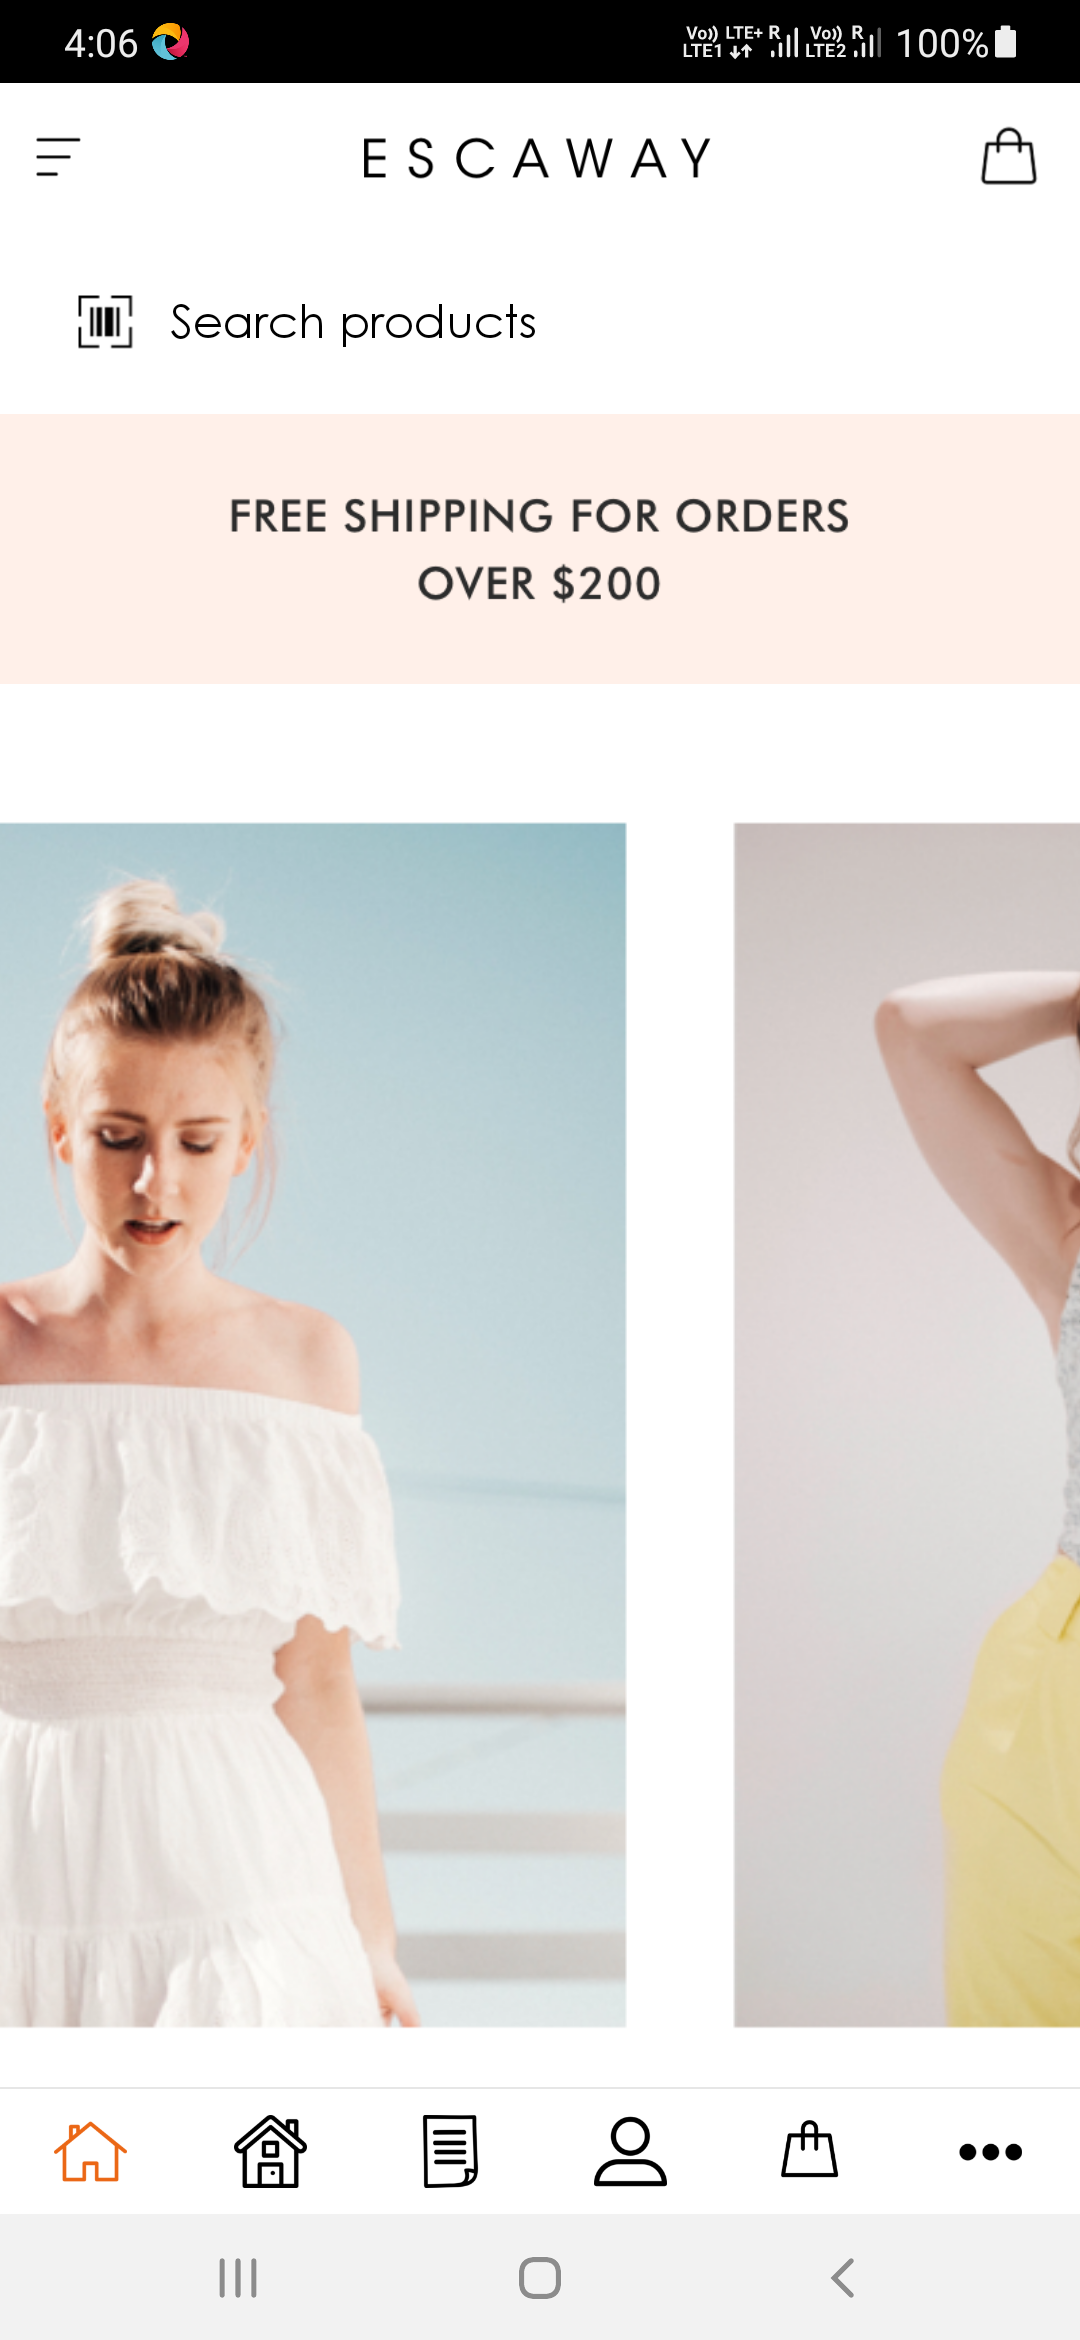 4:06
Vo)) LTE+ R Vo)) R 100%
LTE1 LTE2
ESCAWAY
Search products
FREE SHIPPING FOR ORDERS
OVER $200